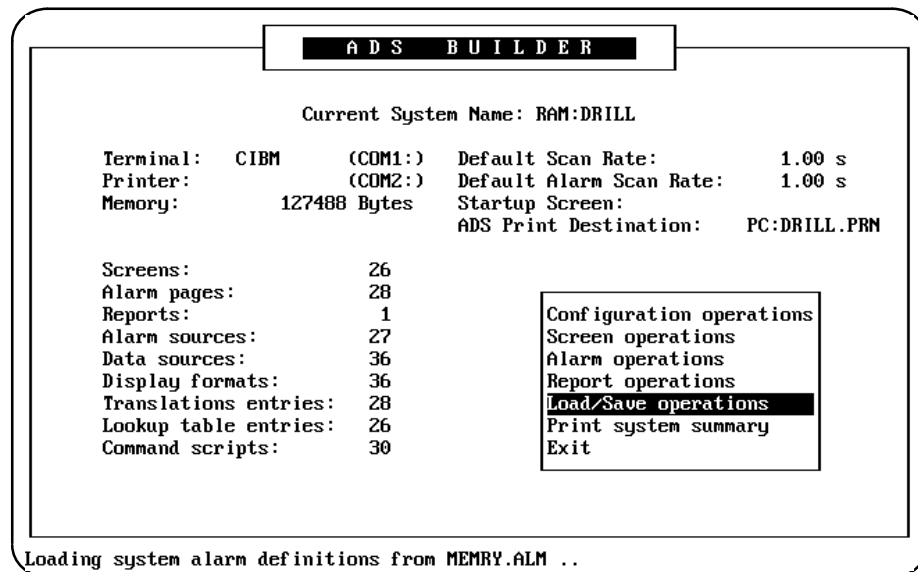 ADS BUILDER
Current System Name: RAM:DRILL
Terminal: CIBM (COM1:) Default Scan Rate: 1.00 s
Printer: (COM2:) Default Alarm Scan Rate: 1.00 s
Memory: 127488 Bytes Startup Screen:
ADS Print Destination: PC:DRILL.PRN
Screens: 26
Alarm pages: 28
Reports: 1
Alarm sources: 27
Data sources: 36
Display formats: 36
Translations entries: 28
Lookup table entries: 26
Command scripts: 30
Configuration operations
Screen operations
Alarm operations
Report operations
Load/Save operations
Print system summary
Exit
Loading system alarm definitions from MEMRY.ALM ..